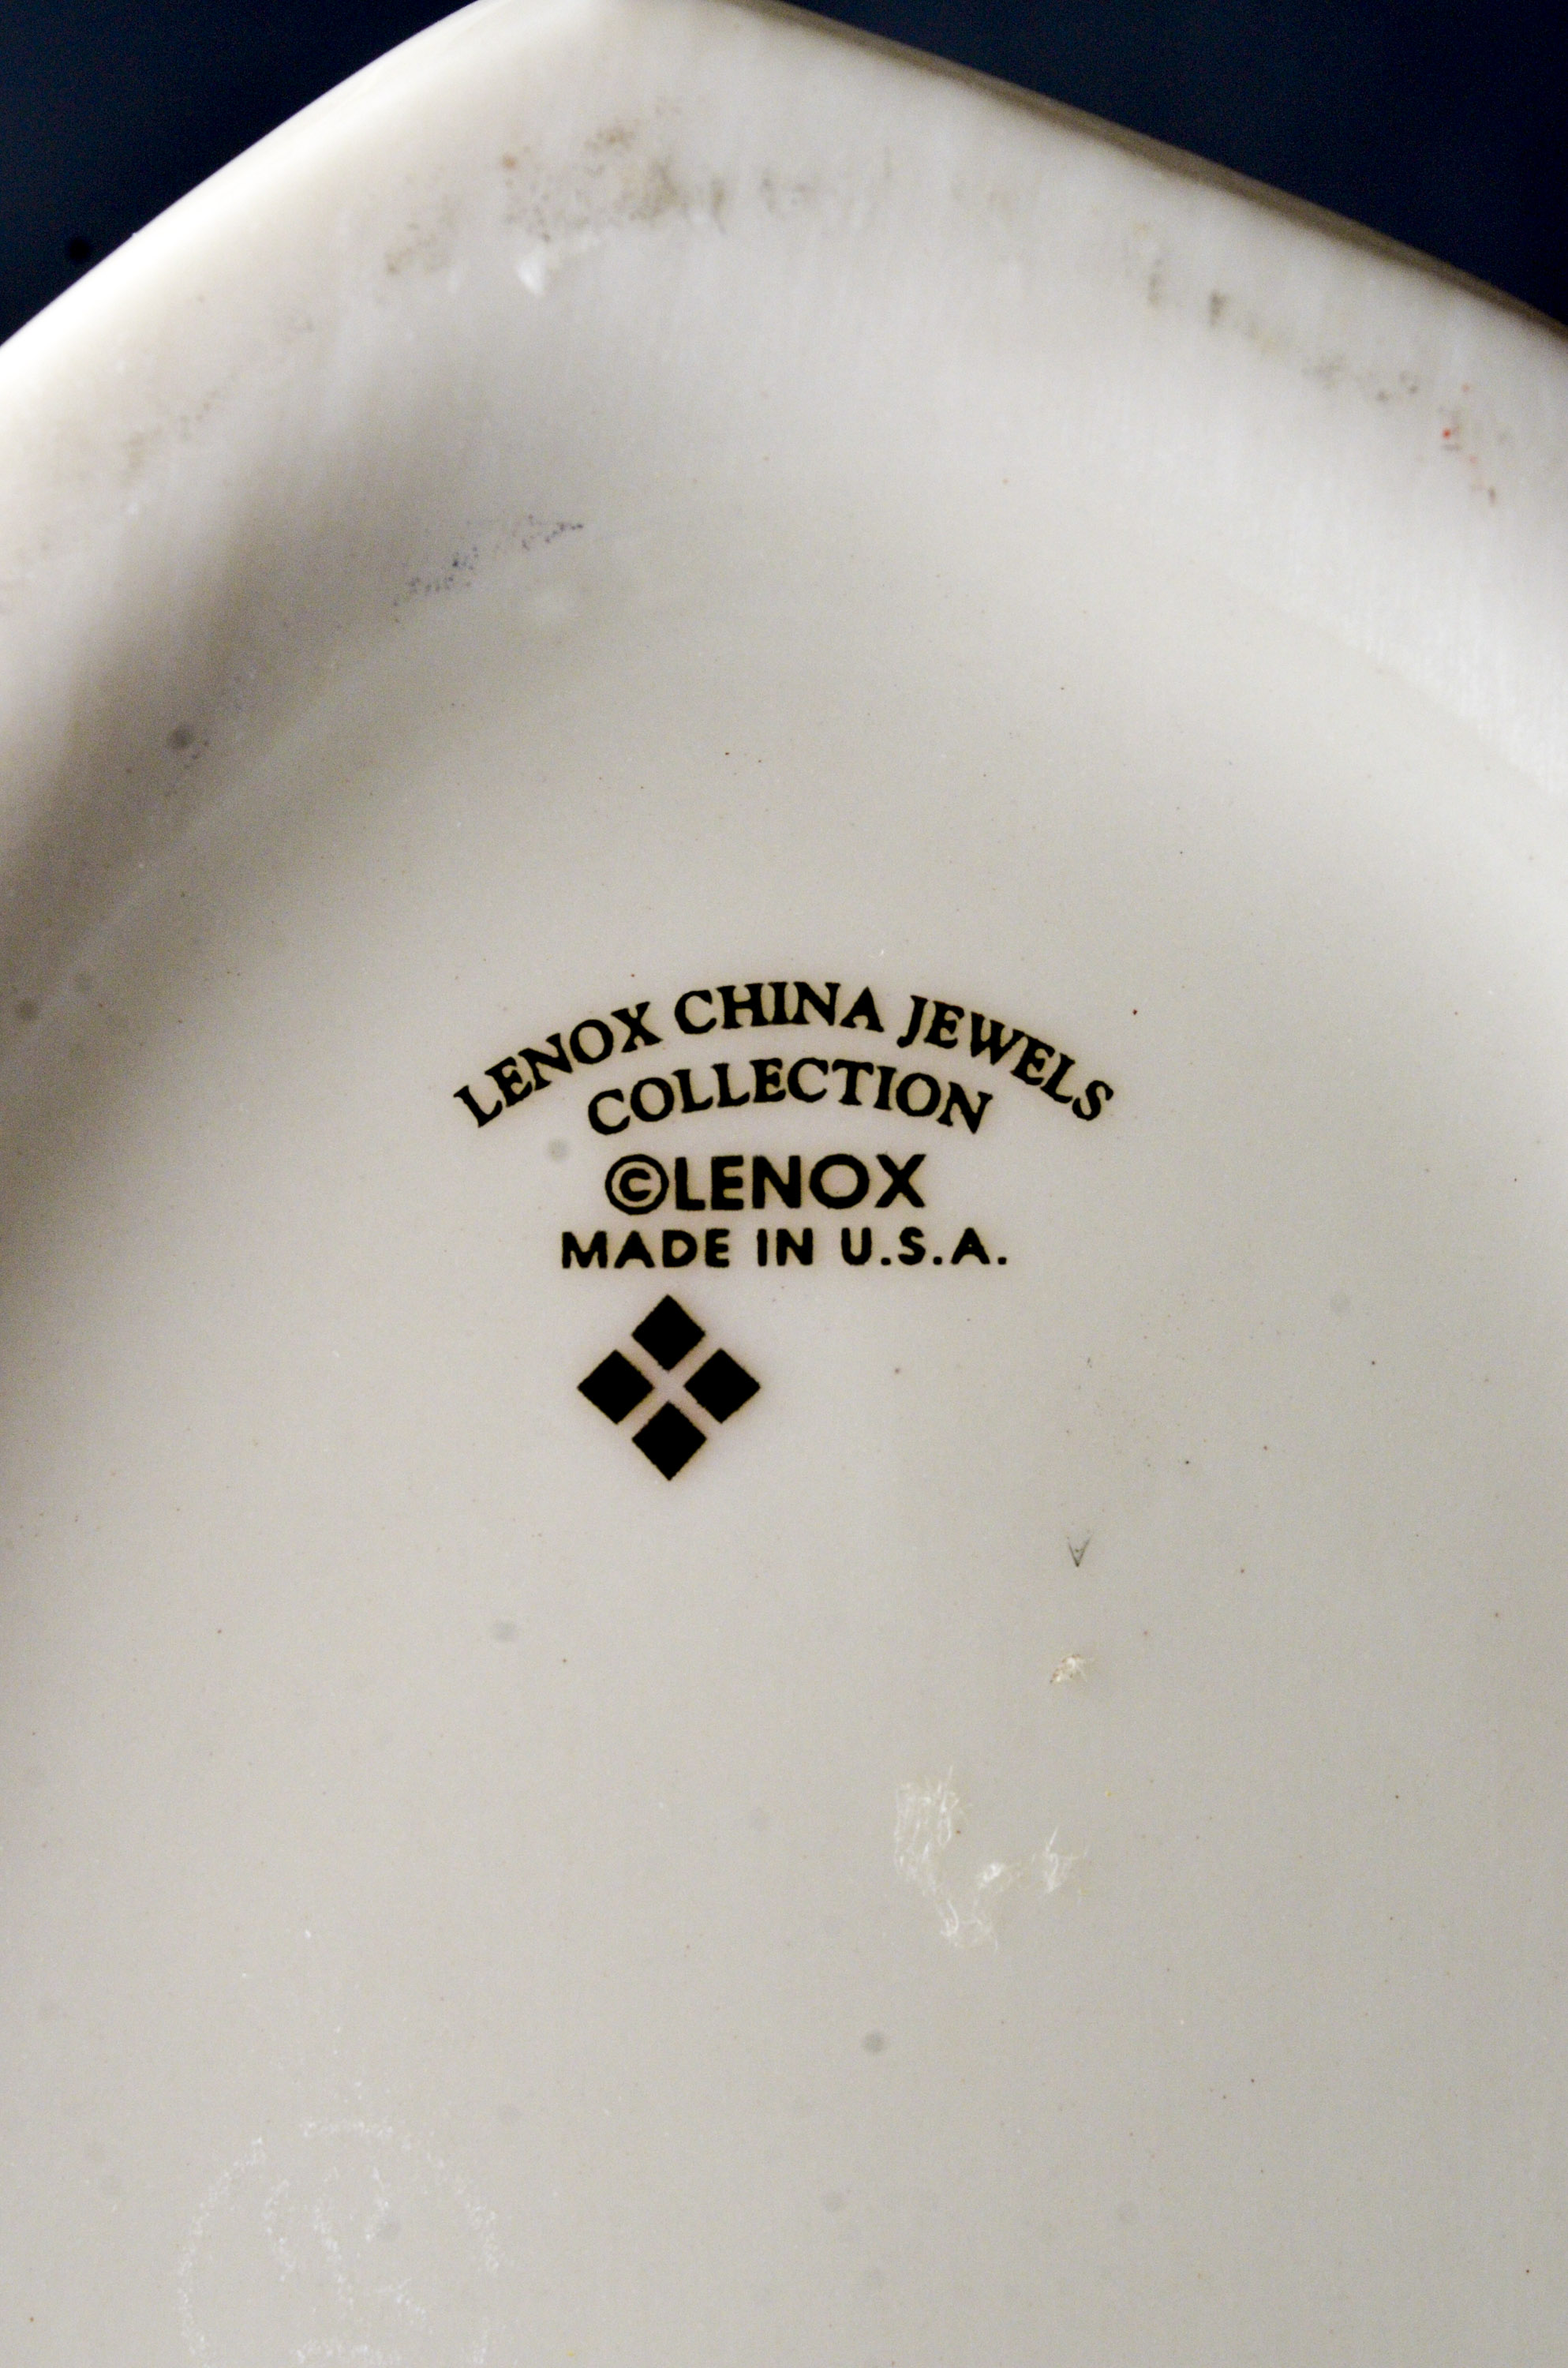 LENOX CHINA JEWELS
COLLECTION
©LENOX
MADE IN U.S.A.